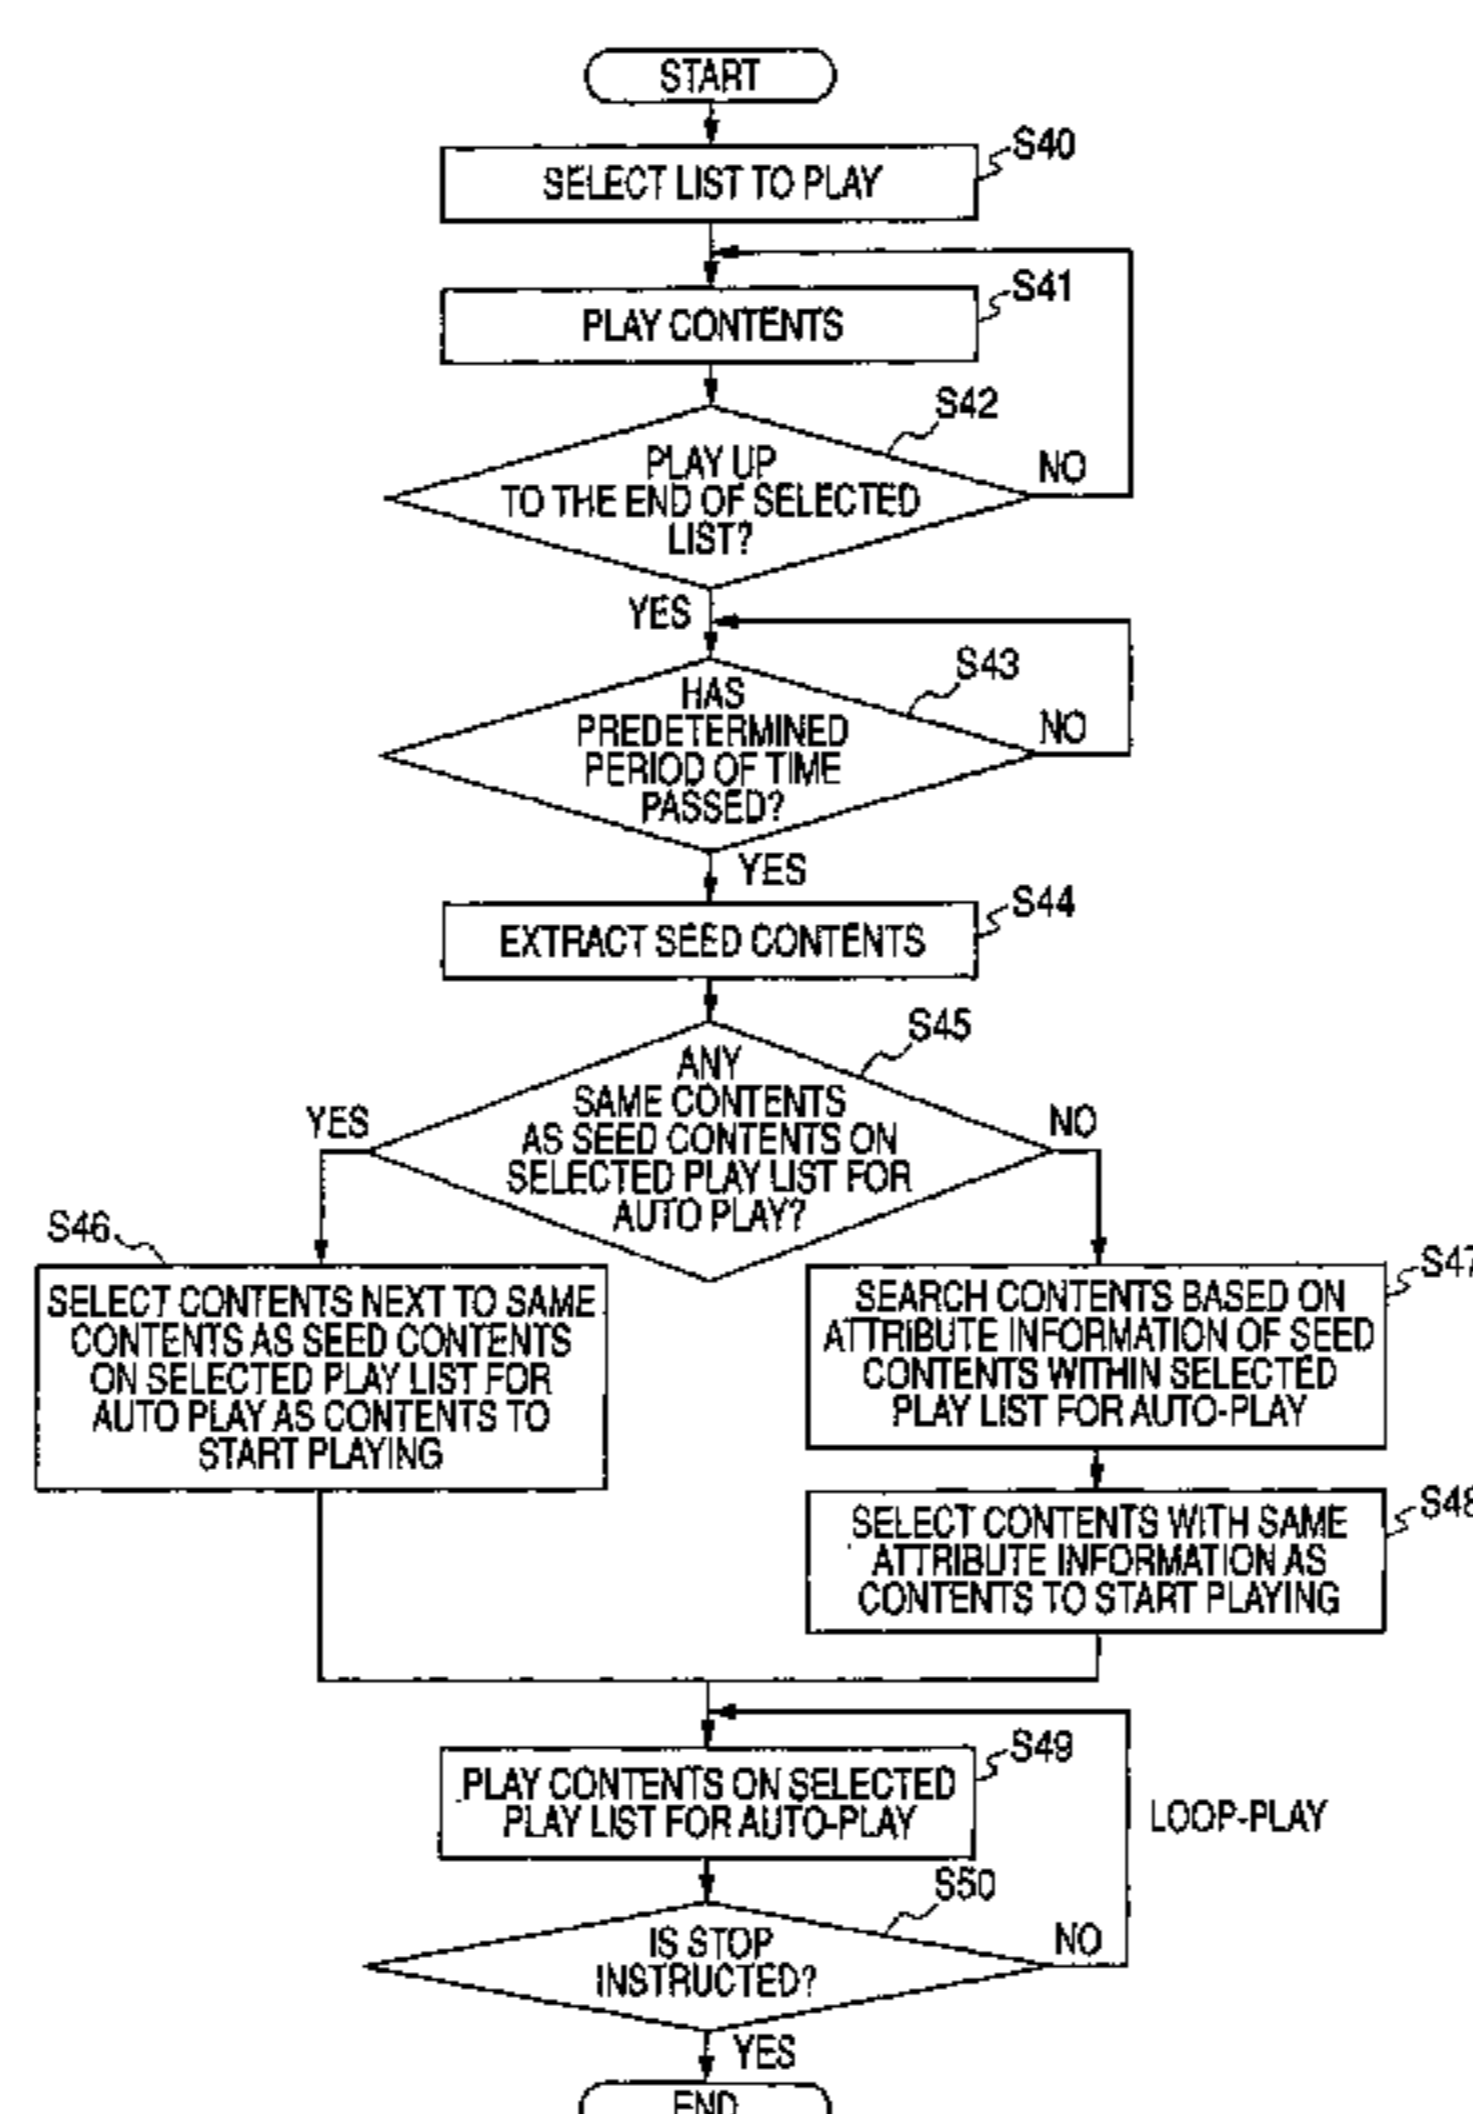 START
S40
SELECT LIST TO PLAY
S41
PLAY CONTENTS
S42
PLAY UP
TO THE END OF SELECTED
LIST?
NO
YES
S43
HAS
PREDETERMINED
PERIOD OF TIME
PASSED?
NO
YES
S44
EXTRACT SEED CONTENTS
S45
ANY
SAME CONTENTS
AS SEED CONTENTS ON
SELECTED PLAY LIST FOR
AUTO PLAY?
YES
NO
S46
SELECT CONTENTS NEXT TO SAME
CONTENTS AS SEED CONTENTS
ON SELECTED PLAY LIST FOR
AUTO PLAY AS CONTENTS TO
START PLAYING
S47
SEARCH CONTENTS BASED ON
ATTRIBUTE INFORMATION OF SEED
CONTENTS WITHIN SELECTED
PLAY LIST FOR AUTO-PLAY
S48
SELECT CONTENTS WITH SAME
ATTRIBUTE INFORMATION AS
CONTENTS TO START PLAYING
S49
PLAY CONTENTS ON SELECTED
PLAY LIST FOR AUTO-PLAY
LOOP-PLAY
S50
IS STOP
INSTRUCTED?
NO
YES
END